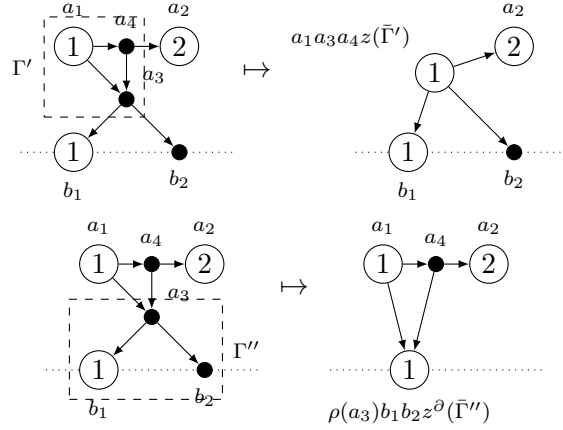 a₁ a₄ a₂ a₂
1 2 a₁a₃a₄z(Γ̄′) 2
Γ′ a₃ ↦ 1
1 1
b₁ b₂ b₁ b₂
a₁ a₄ a₂ a₁ a₄ a₂
1 2 1 2
a₃ ↦
Γ″
1 1
b₁ b₂ ρ(a₃)b₁b₂z^∂(Γ̄″)